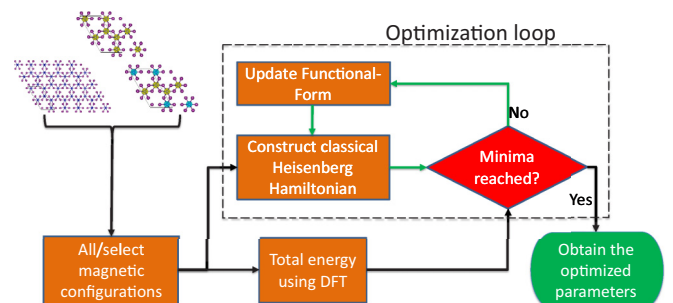 Optimization loop
Update Functional-
Form
No
Construct classical
Heisenberg
Hamiltonian
Minima
reached?
Yes
All/select
magnetic
configurations
Total energy
using DFT
Obtain the
optimized
parameters